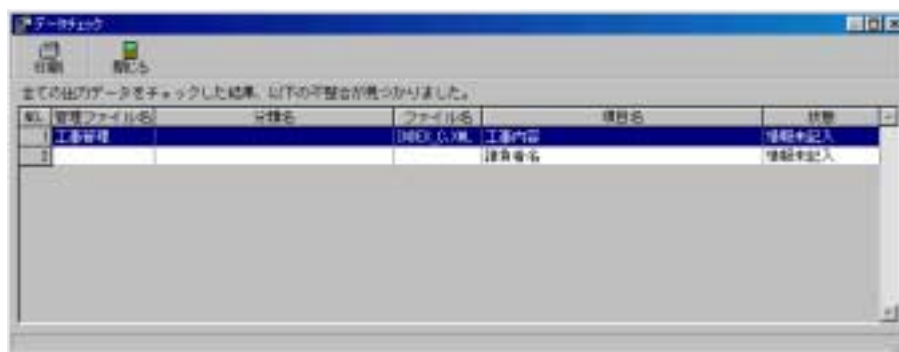 データチェック
印刷 閉じる
全ての出力データをチェックした結果、以下の不整合が見つかりました。
NO. 管理ファイル名 分類名 ファイル名 項目名 状態
1 工事管理 INDEX_C.XML 工事内容 情報未記入
2 請負者名 情報未記入